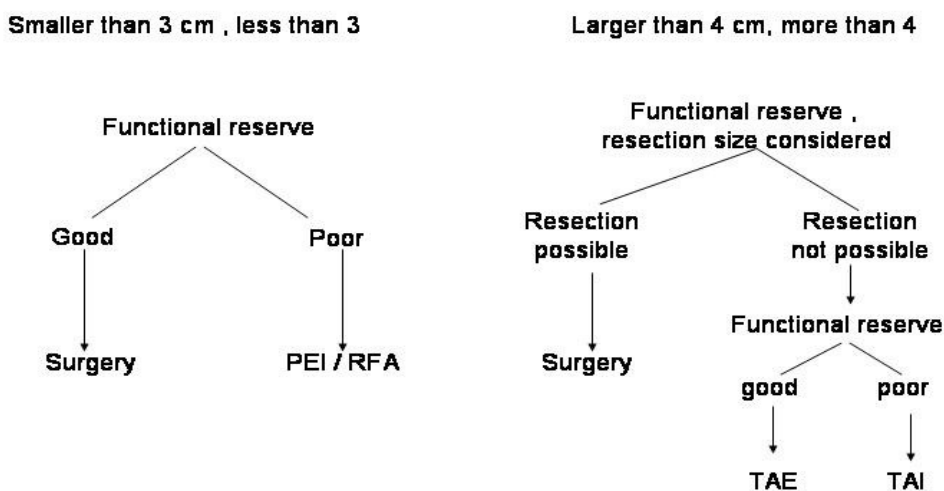 Smaller than 3 cm , less than 3
Functional reserve
Good
Poor
Surgery
PEI / RFA
Larger than 4 cm, more than 4
Functional reserve ,
resection size considered
Resection
possible
Resection
not possible
Surgery
Functional reserve
good
poor
TAE
TAI